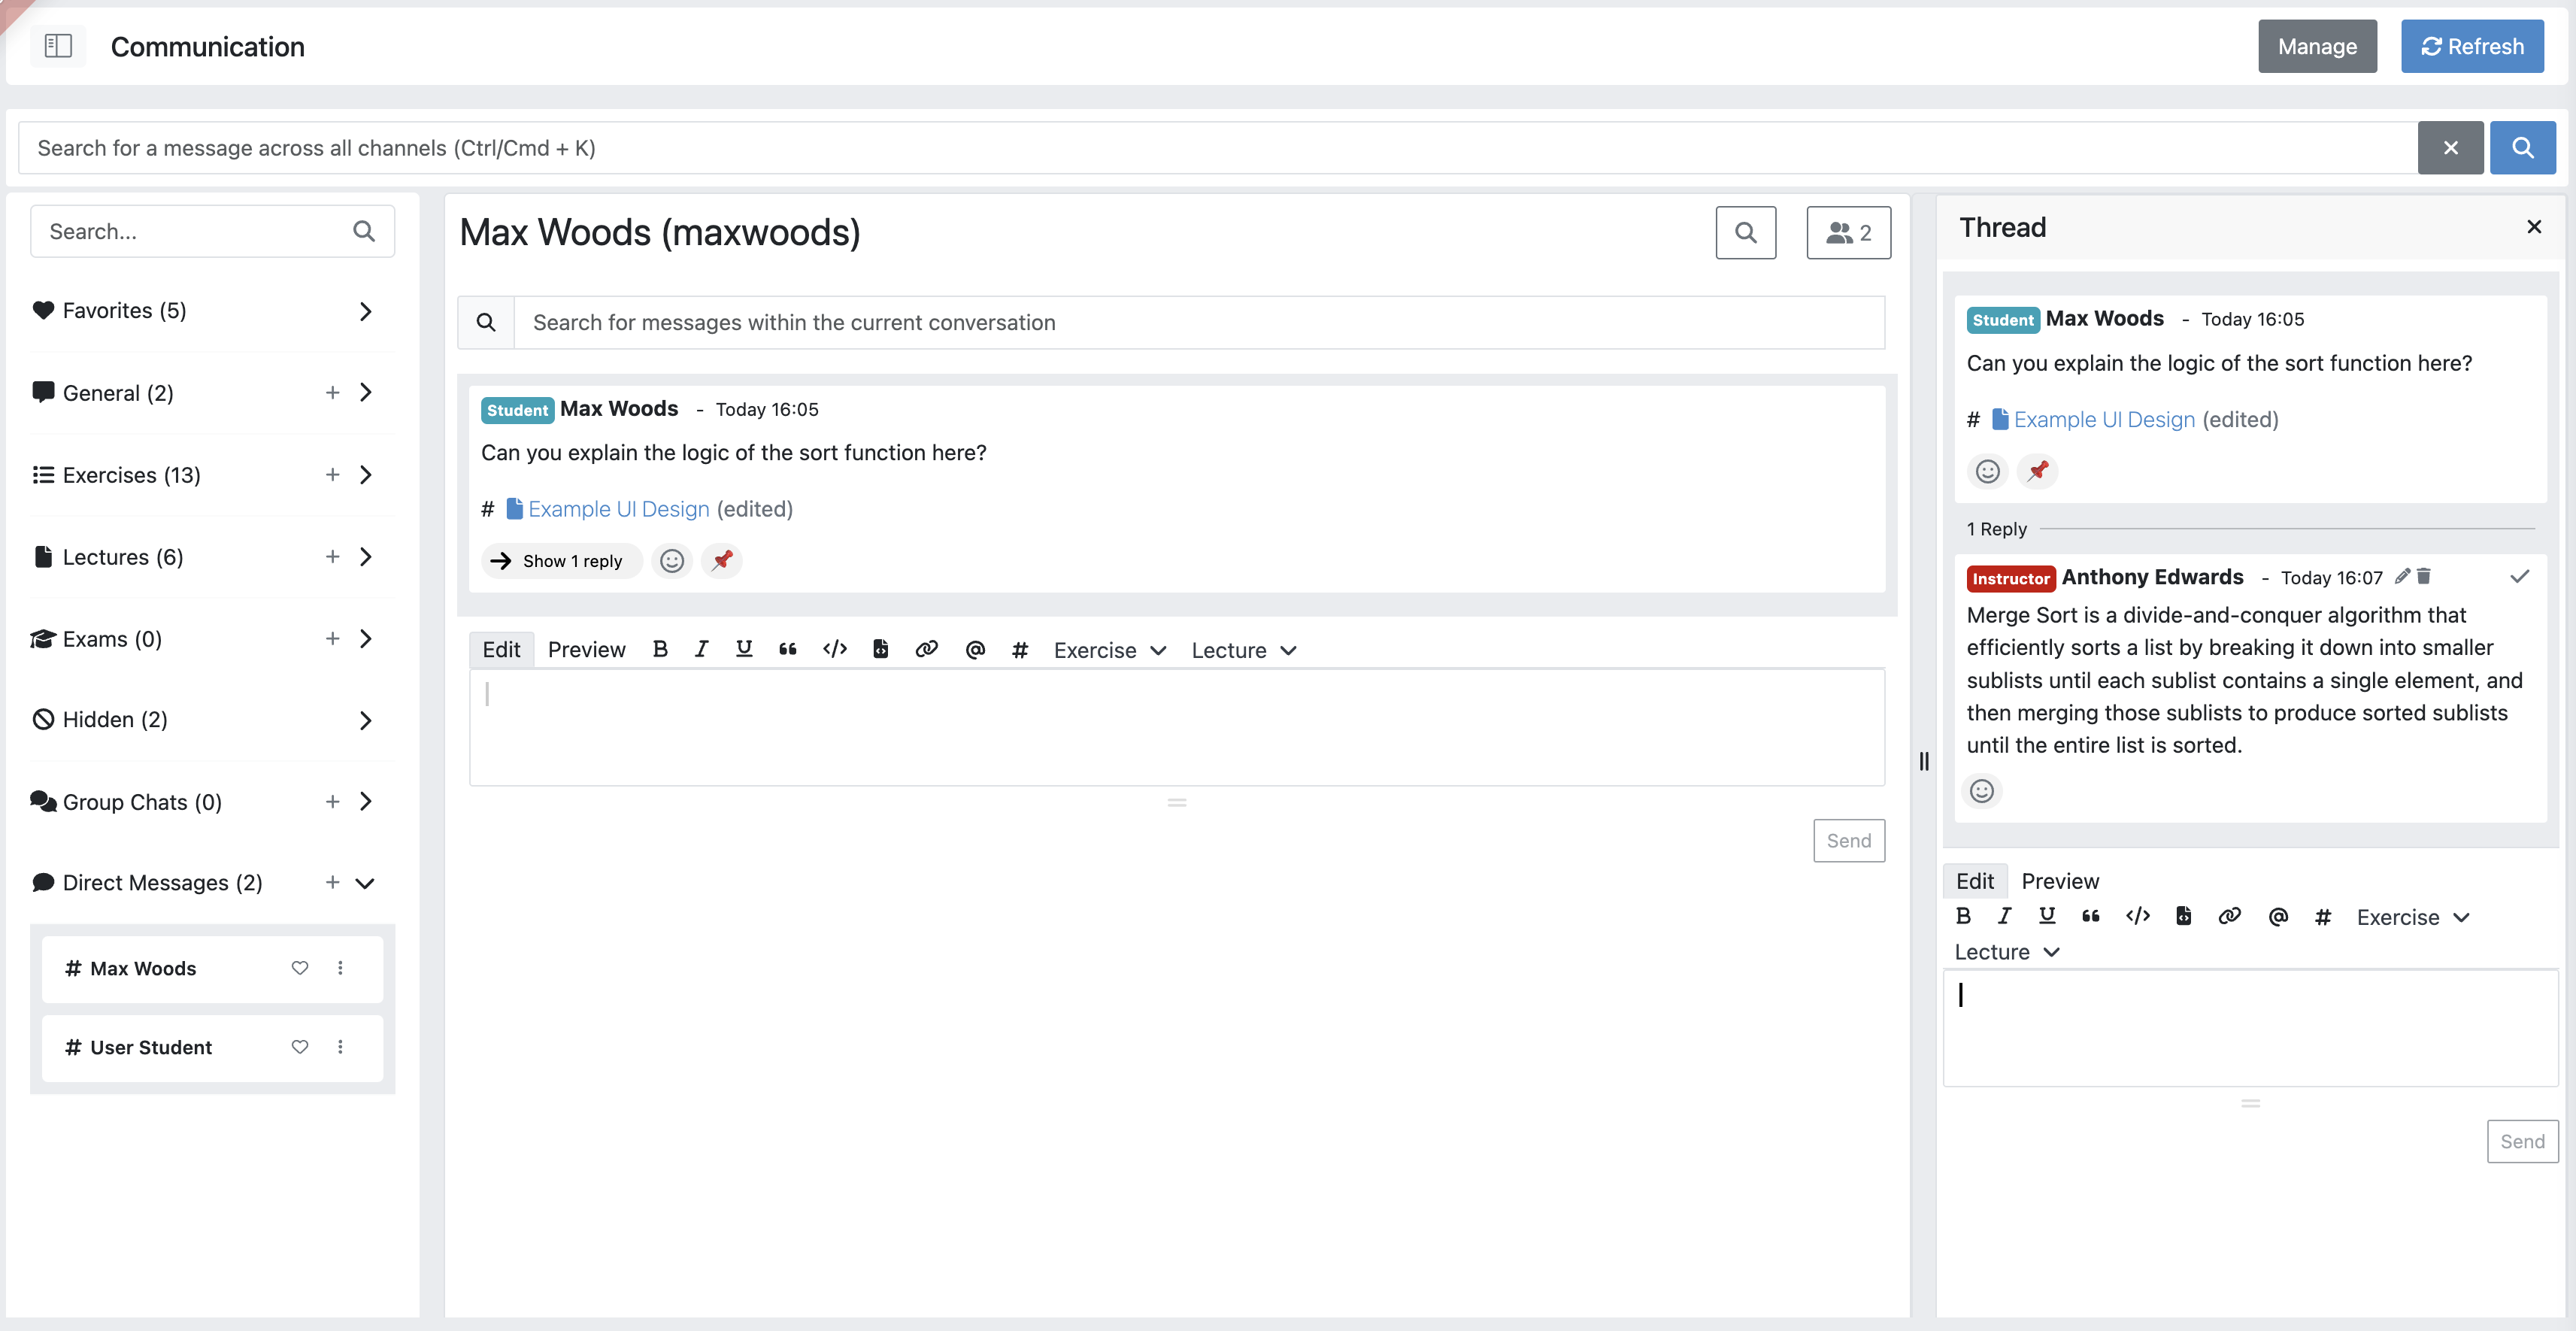 Communication
Manage
Refresh
Search for a message across all channels (Ctrl/Cmd + K)
Search...
Favorites (5)
General (2)
Exercises (13)
Lectures (6)
Exams (0)
Hidden (2)
Group Chats (0)
Direct Messages (2)
# Max Woods
# User Student
Max Woods (maxwoods)
2
Search for messages within the current conversation
Student Max Woods - Today 16:05
Can you explain the logic of the sort function here?
# Example UI Design (edited)
Show 1 reply
Edit Preview B I U “ </> @ # Exercise Lecture
Send
Thread
Student Max Woods - Today 16:05
Can you explain the logic of the sort function here?
# Example UI Design (edited)
1 Reply
Instructor Anthony Edwards - Today 16:07
Merge Sort is a divide-and-conquer algorithm that
efficiently sorts a list by breaking it down into smaller
sublists until each sublist contains a single element, and
then merging those sublists to produce sorted sublists
until the entire list is sorted.
Edit Preview
B I U “ </> @ # Exercise
Lecture
Send